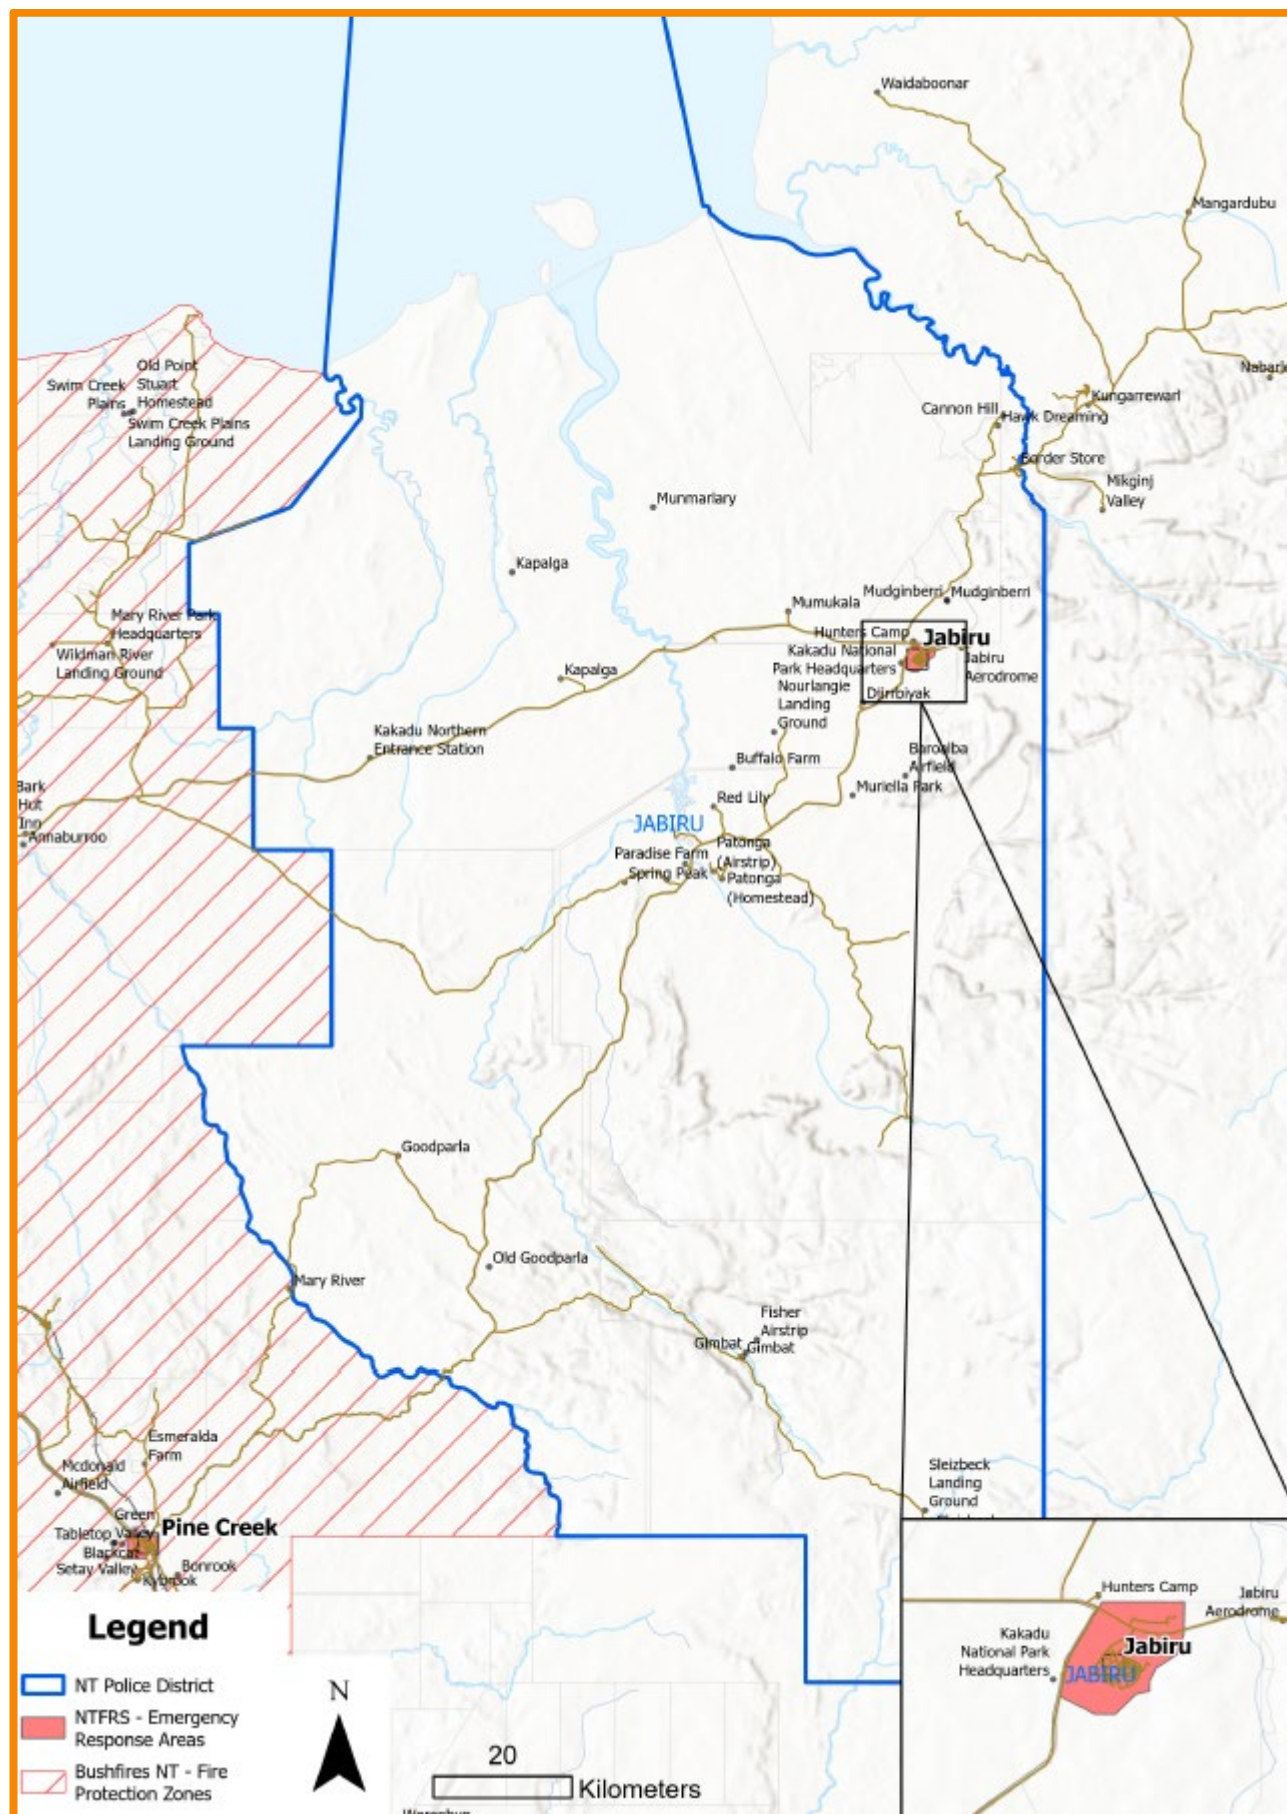 Waidaboonar
Mangardubu
Nabarle
Old Point
Stuart
Homestead
Swim Creek
Plains
Swim Creek Plains
Landing Ground
Kungarrewarl
Cannon Hill
Hawk Dreaming
Border Store
Mikginj
Valley
Munmarlary
Kapalga
Mudginberri
Mudginberri
Mumukala
Mary River Park
Headquarters
Wildman River
Landing Ground
Hunters Camp
Jabiru
Kakadu National
Park Headquarters
Jabiru
Aerodrome
Kapalga
Nourlangie
Landing
Ground
Djirrbiyak
Kakadu Northern
Entrance Station
Baroalba
Airfield
Buffalo Farm
Muriella Park
Bark
Hut
Inn
Annaburroo
Red Lily
JABIRU
Paradise Farm
Patonga
(Airstrip)
Spring Peak
Patonga
(Homestead)
Goodparla
Old Goodparla
Mary River
Fisher
Airstrip
Gimbat
Gimbat
Esmeralda
Farm
Mcdonald
Airfield
Sleizbeck
Landing
Ground
Green
Valley
Tabletop
Pine Creek
Blackcat
Setay Valley
Bonrook
Kybrook
Hunters Camp
Jabiru
Aerodrome
Kakadu
National Park
Headquarters
Jabiru
JABIRU
Legend
NT Police District
NTFRS - Emergency
Response Areas
Bushfires NT - Fire
Protection Zones
N
20
Kilometers